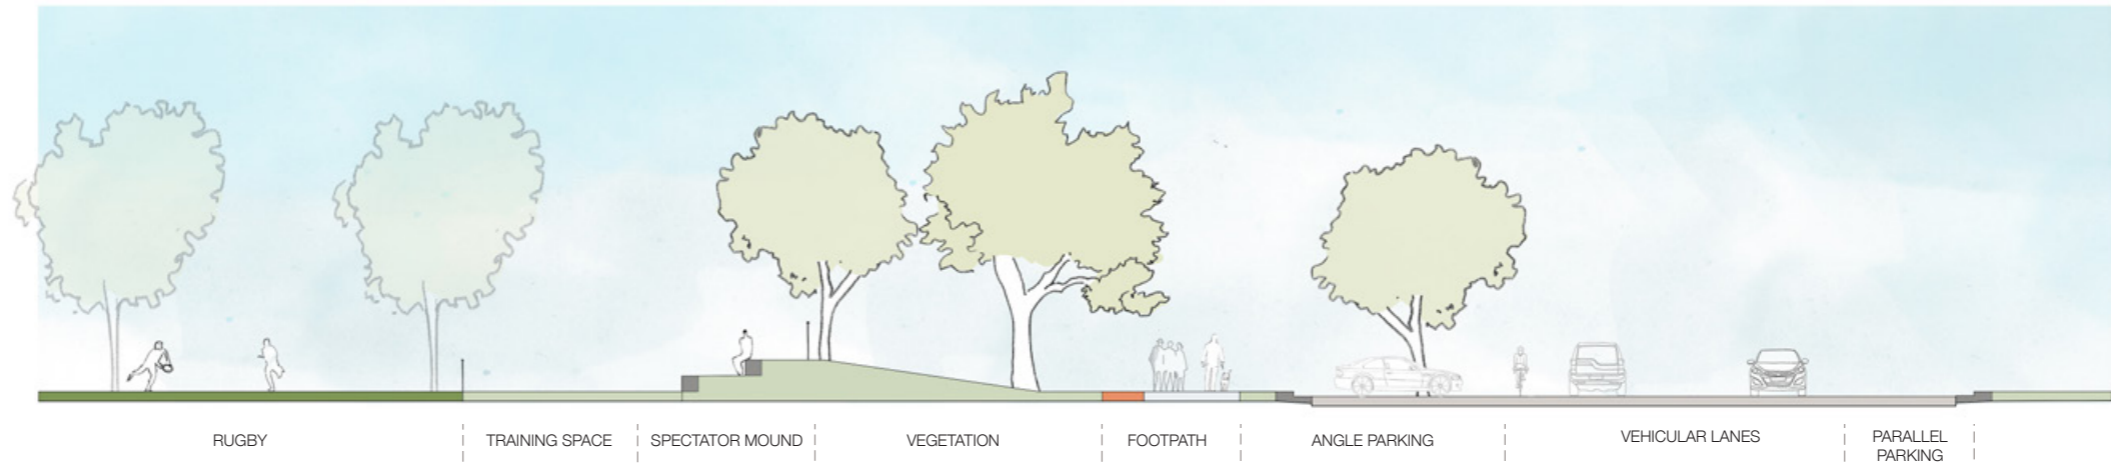 RUGBY
TRAINING SPACE
SPECTATOR MOUND
VEGETATION
FOOTPATH
ANGLE PARKING
VEHICULAR LANES
PARALLEL
PARKING